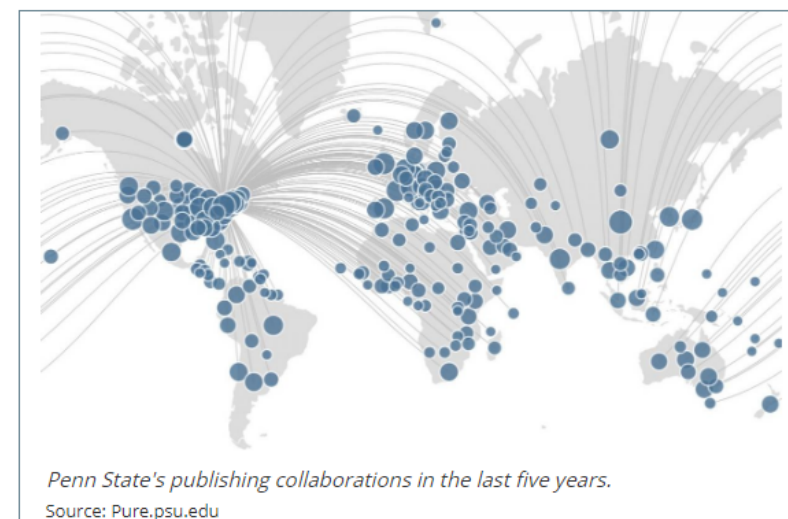 Penn State's publishing collaborations in the last five years.
Source: Pure.psu.edu